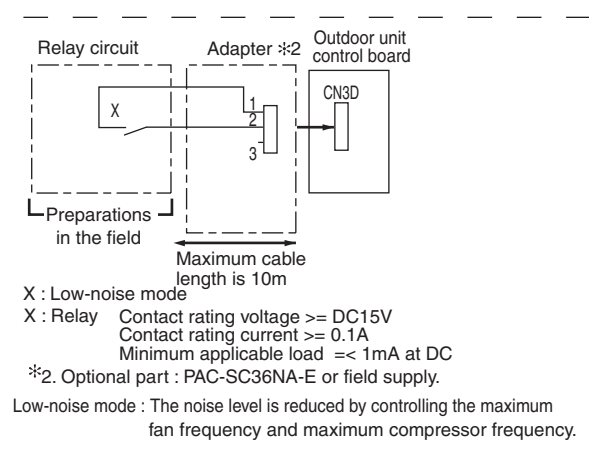 Relay circuit
Adapter *2
Outdoor unit
control board
CN3D
X
1
2
3
Preparations
in the field
Maximum cable
length is 10m
X : Low-noise mode
X : Relay Contact rating voltage >= DC15V
Contact rating current >= 0.1A
Minimum applicable load =< 1mA at DC
*2. Optional part : PAC-SC36NA-E or field supply.
Low-noise mode : The noise level is reduced by controlling the maximum
fan frequency and maximum compressor frequency.